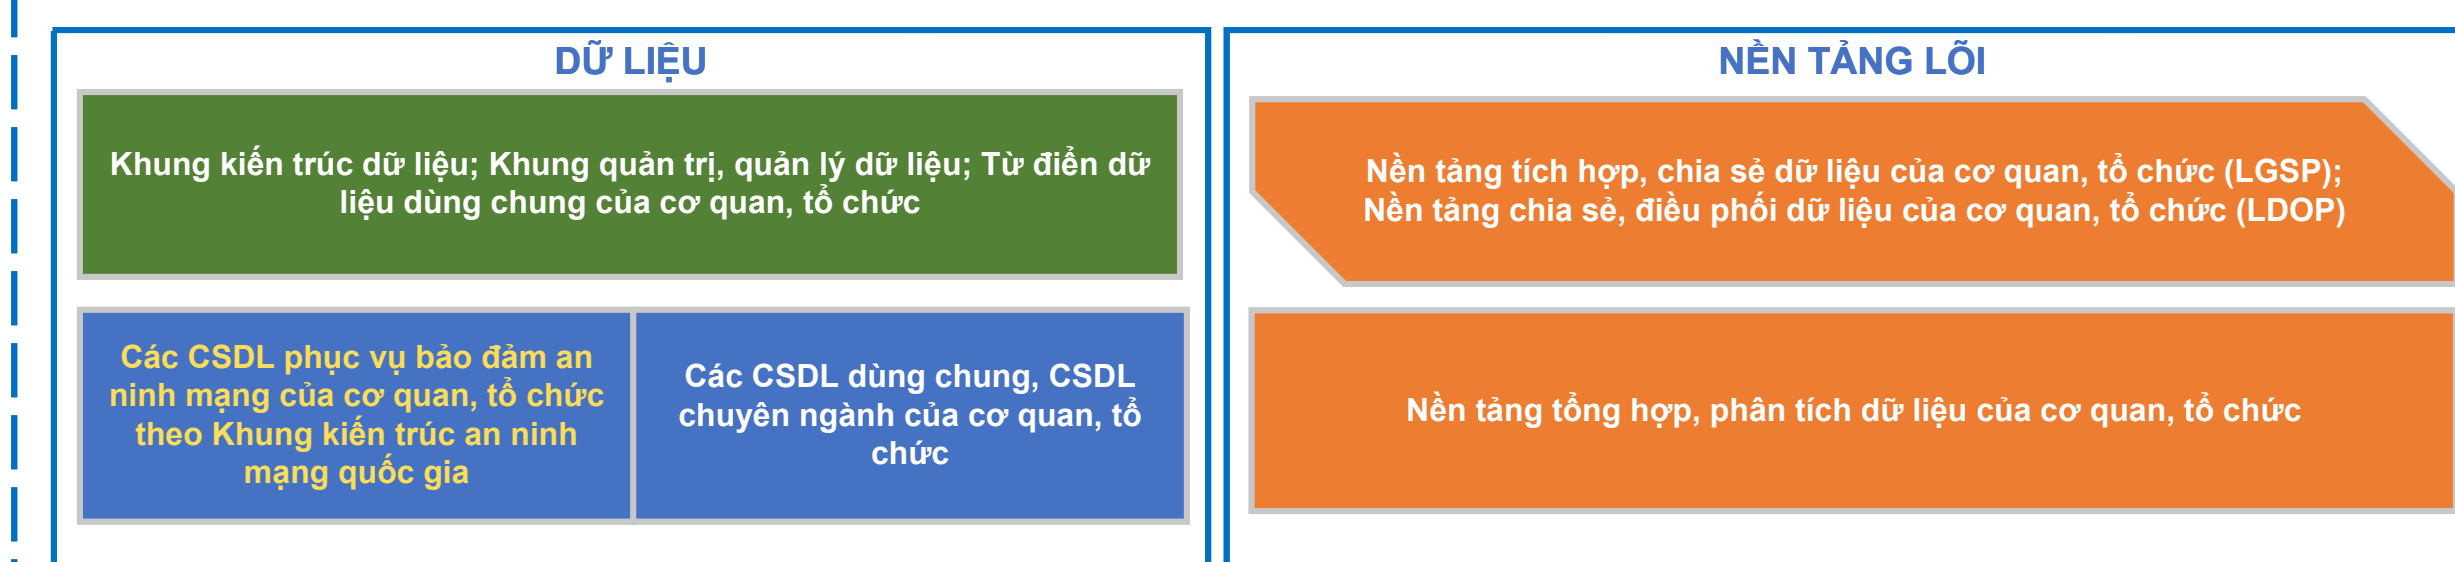 DỮ LIỆU
Khung kiến trúc dữ liệu; Khung quản trị, quản lý dữ liệu; Từ điển dữ
liệu dùng chung của cơ quan, tổ chức
Các CSDL phục vụ bảo đảm an
ninh mạng của cơ quan, tổ chức
theo Khung kiến trúc an ninh
mạng quốc gia
Các CSDL dùng chung, CSDL
chuyên ngành của cơ quan, tổ
chức
NỀN TẢNG LÕI
Nền tảng tích hợp, chia sẻ dữ liệu của cơ quan, tổ chức (LGSP);
Nền tảng chia sẻ, điều phối dữ liệu của cơ quan, tổ chức (LDOP)
Nền tảng tổng hợp, phân tích dữ liệu của cơ quan, tổ chức